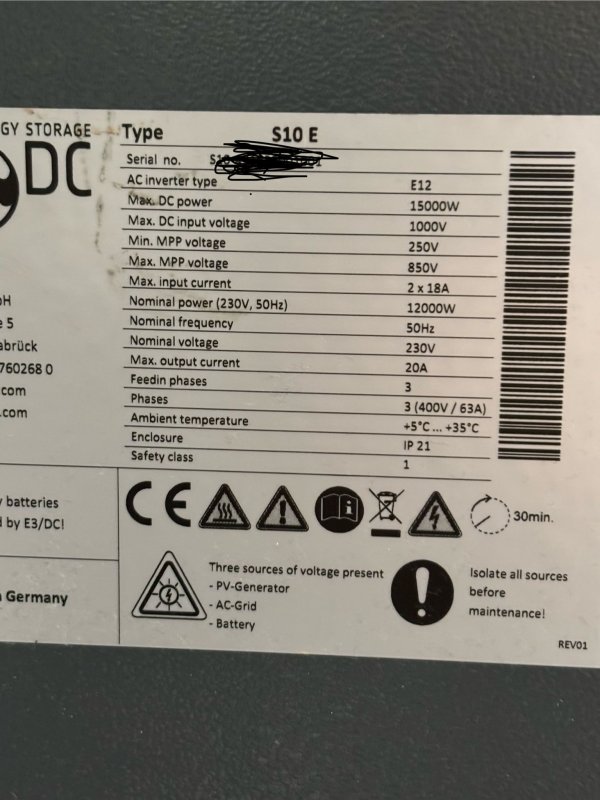 GY STORAGE
DC
Type S10 E
Serial no.
AC inverter type E12
Max. DC power 15000W
Max. DC input voltage 1000V
Min. MPP voltage 250V
Max. MPP voltage 850V
Max. input current 2 x 18A
Nominal power (230V, 50Hz) 12000W
Nominal frequency 50Hz
Nominal voltage 230V
Max. output current 20A
Feedin phases 3
Phases 3 (400V / 63A)
Ambient temperature +5°C ... +35°C
Enclosure IP 21
Safety class 1
bH
e 5
abrück
760268 0
com
.com
y batteries
d by E3/DC!
Germany
CE
30min.
Three sources of voltage present
- PV-Generator
- AC-Grid
- Battery
Isolate all sources
before
maintenance!
REV01